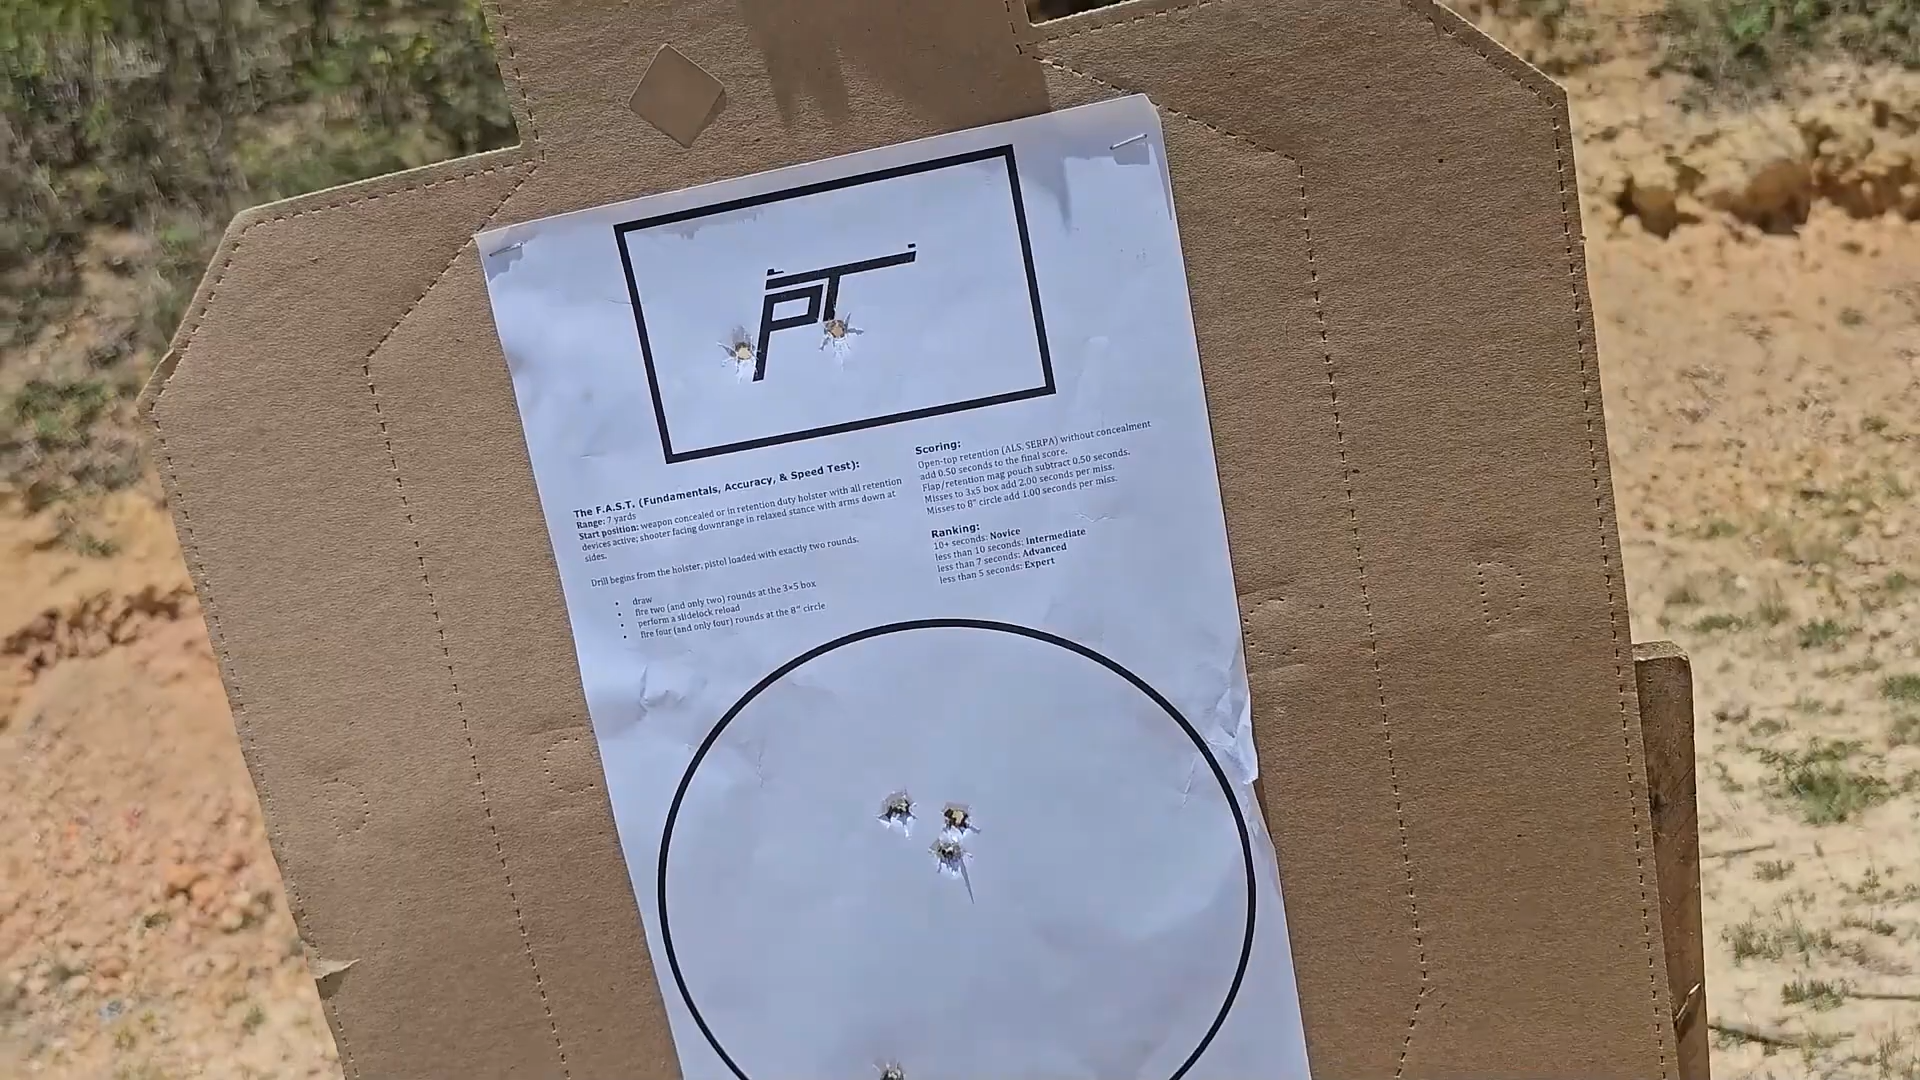 PT
The F.A.S.T. (Fundamentals, Accuracy, & Speed Test):
Range: 7 yards
Start position: weapon concealed or in retention duty holster with all retention
devices active; shooter facing downrange in relaxed stance with arms down at
sides.
Drill begins from the holster, pistol loaded with exactly two rounds.
• draw
• fire two (and only two) rounds at the 3×5 box
• perform a slidelock reload
• fire four (and only four) rounds at the 8" circle
Scoring:
Open-top retention (ALS, SERPA) without concealment
add 0.50 seconds to the final score.
Flap/retention mag pouch subtract 0.50 seconds.
Misses to 3x5 box add 2.00 seconds per miss.
Misses to 8" circle add 1.00 seconds per miss.
Ranking:
10+ seconds: Novice
less than 10 seconds: Intermediate
less than 7 seconds: Advanced
less than 5 seconds: Expert